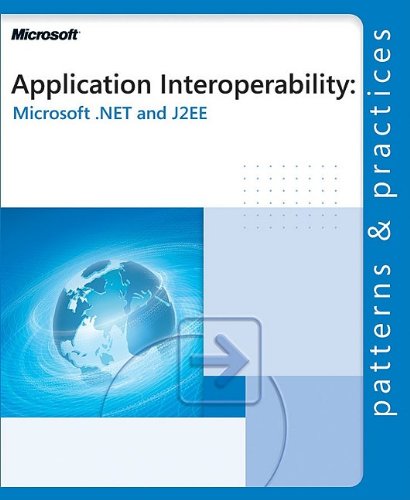 Microsoft
Application Interoperability:
Microsoft .NET and J2EE
patterns & practices